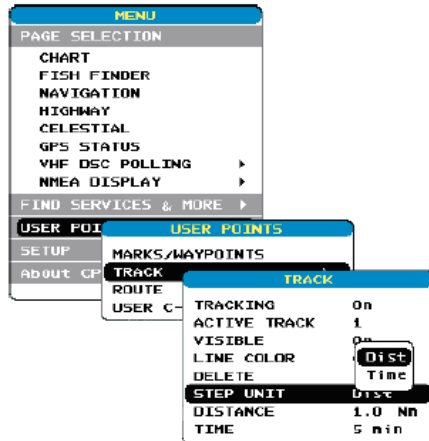 MENU
PAGE SELECTION
CHART
FISH FINDER
NAVIGATION
HIGHWAY
CELESTIAL
GPS STATUS
VHF DSC POLLING
NMEA DISPLAY
FIND SERVICES & MORE
USER POI
SETUP
About CP
USER POINTS
MARKS/WAYPOINTS
TRACK
ROUTE
USER C-
TRACK
TRACKING On
ACTIVE TRACK 1
VISIBLE On
LINE COLOR
DELETE
STEP UNIT Dist
DISTANCE 1.0 Nm
TIME 5 min
Dist
Time